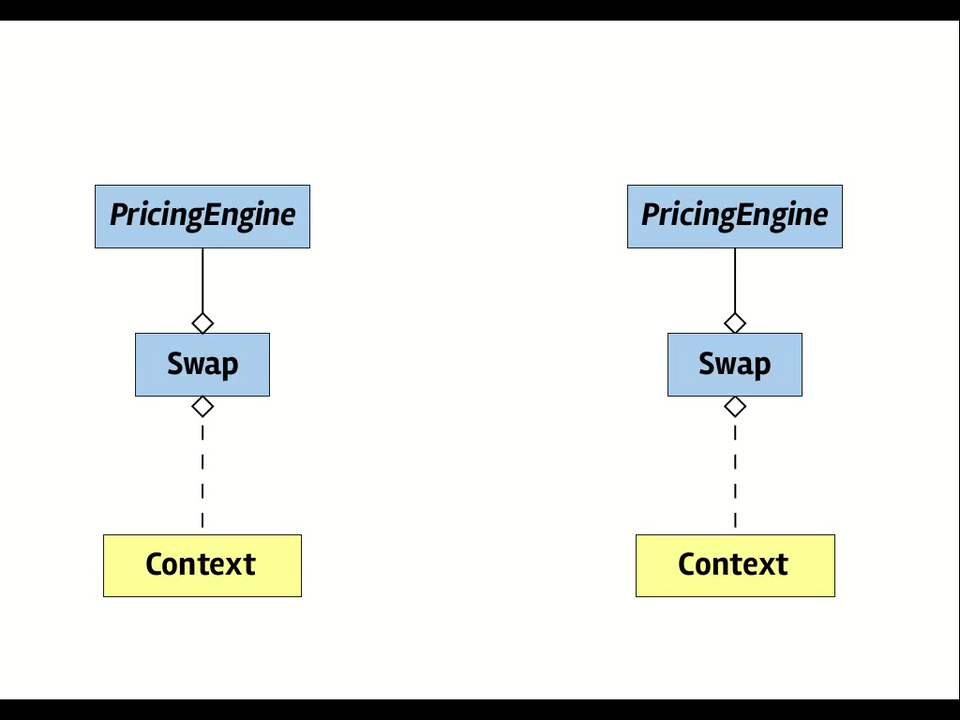 PricingEngine
PricingEngine
Swap
Swap
Context
Context